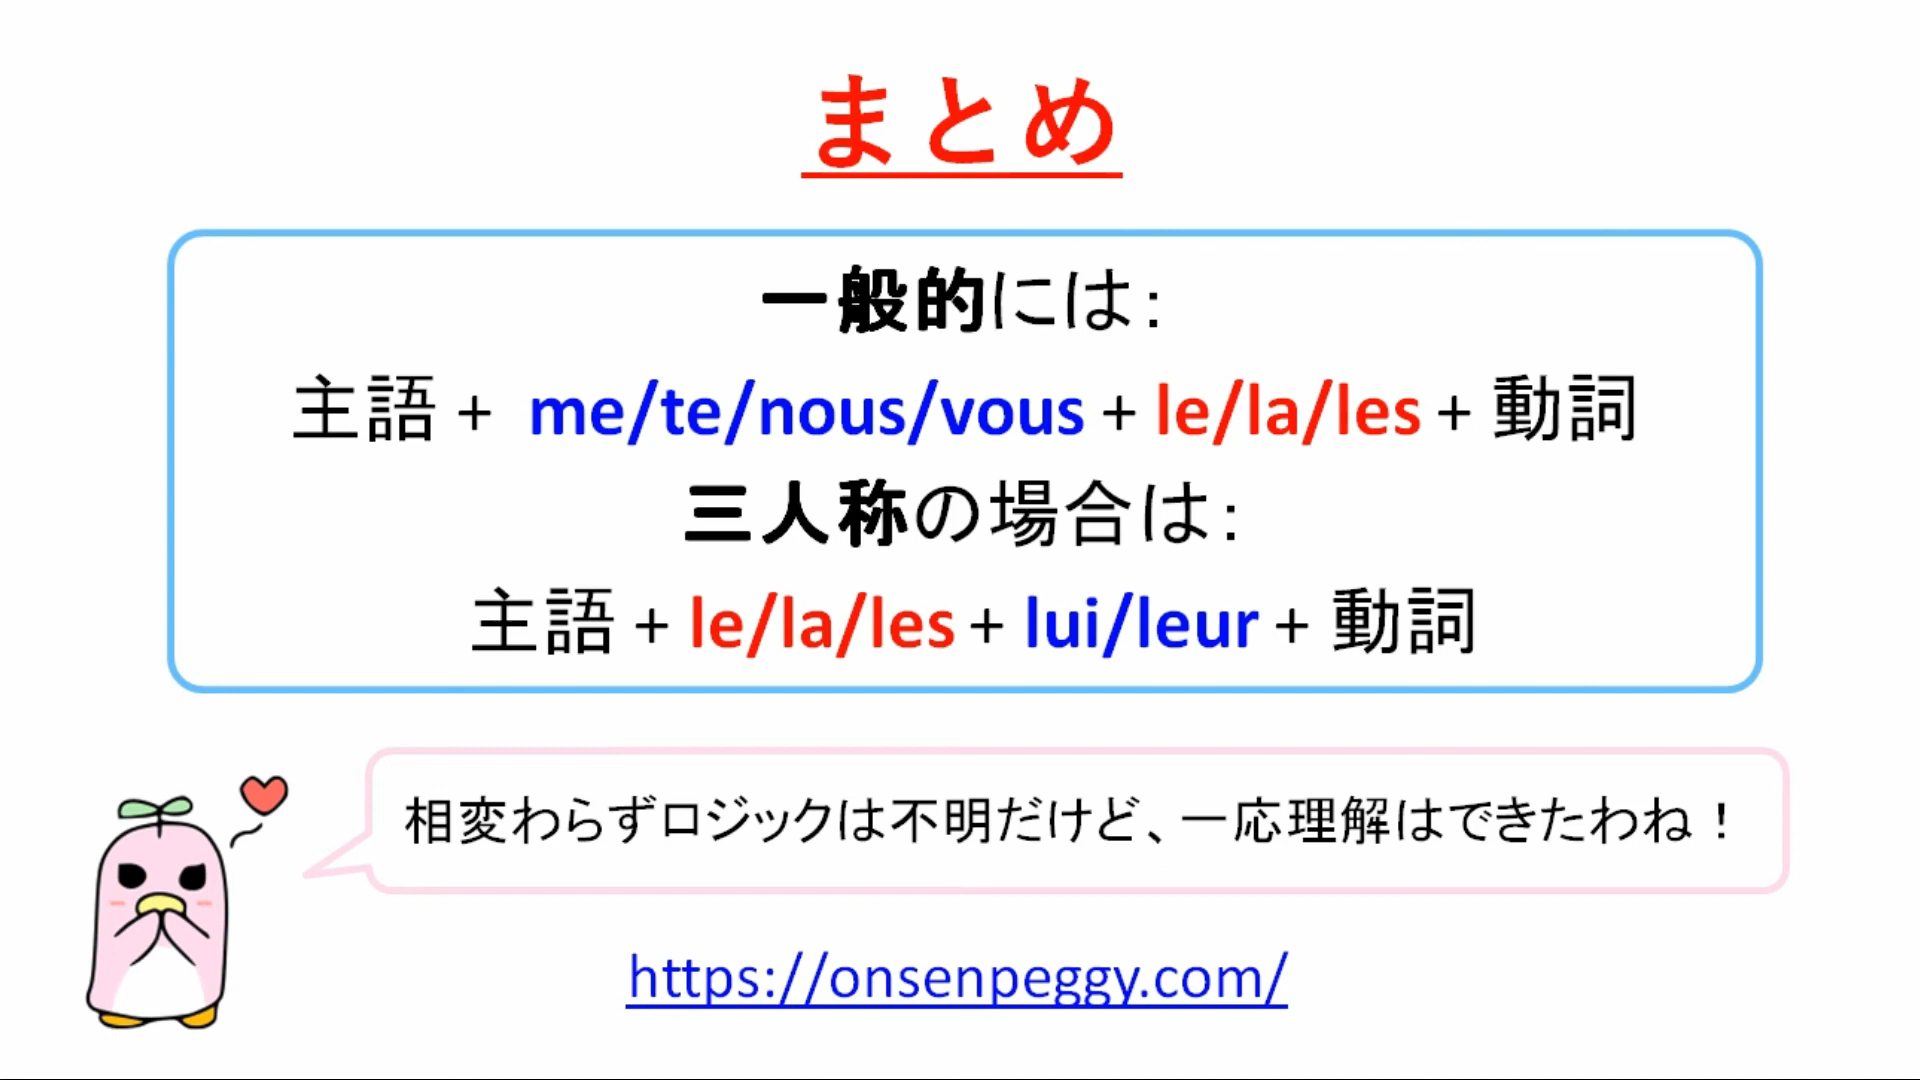 まとめ
一般的には：
主語 + me/te/nous/vous + le/la/les + 動詞
三人称の場合は：
主語 + le/la/les + lui/leur + 動詞
相変わらずロジックは不明だけど、一応理解はできたわね！
https://onsenpeggy.com/